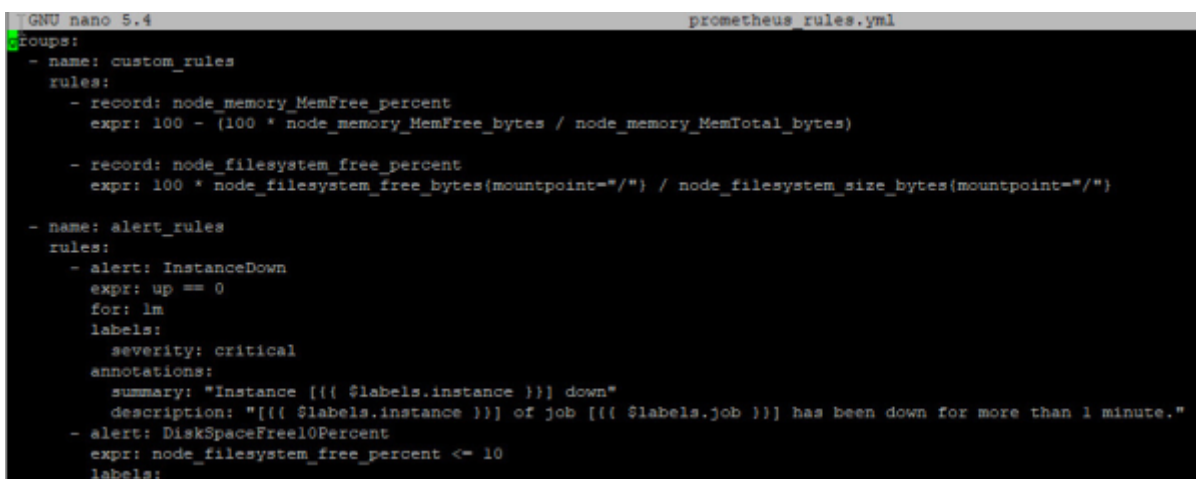 GNU nano 5.4 prometheus_rules.yml
groups:
  - name: custom_rules
    rules:
      - record: node_memory_MemFree_percent
        expr: 100 - (100 * node_memory_MemFree_bytes / node_memory_MemTotal_bytes)
      - record: node_filesystem_free_percent
        expr: 100 * node_filesystem_free_bytes{mountpoint="/"} / node_filesystem_size_bytes{mountpoint="/"}
  - name: alert_rules
    rules:
      - alert: InstanceDown
        expr: up == 0
        for: 1m
        labels:
          severity: critical
        annotations:
          summary: "Instance [{{ $labels.instance }}] down"
          description: "[{{ $labels.instance }}] of job [{{ $labels.job }}] has been down for more than 1 minute."
      - alert: DiskSpaceFree10Percent
        expr: node_filesystem_free_percent <= 10
        labels: